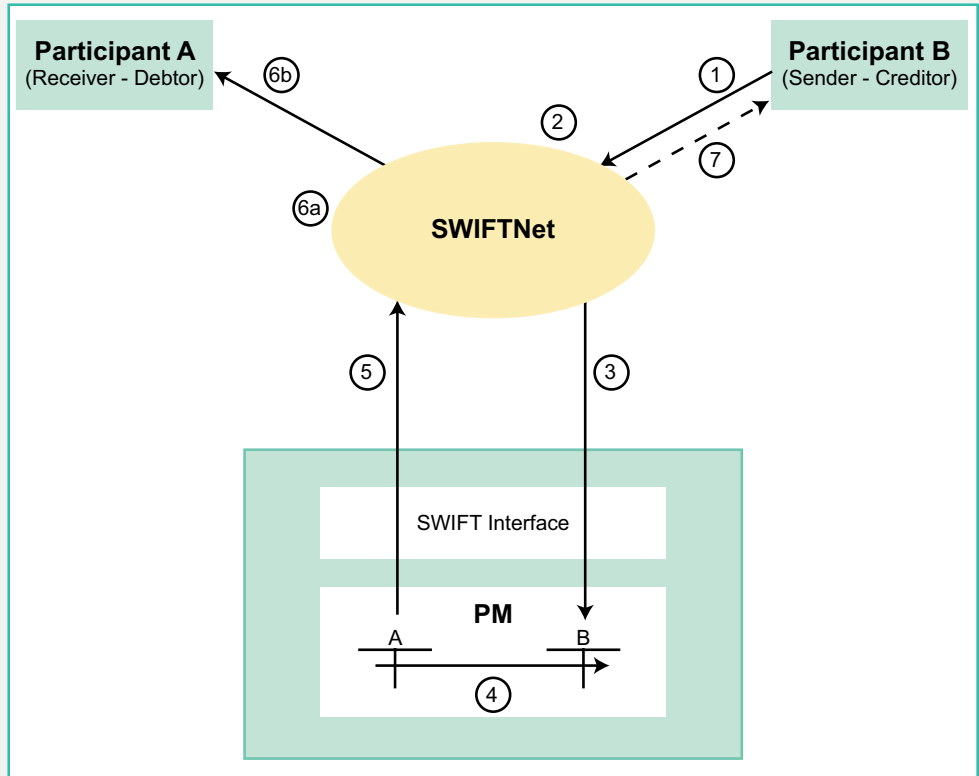 Participant A
(Receiver - Debtor)
6b
1
Participant B
(Sender - Creditor)
2
7
6a
SWIFTNet
5
3
SWIFT Interface
PM
A
B
4